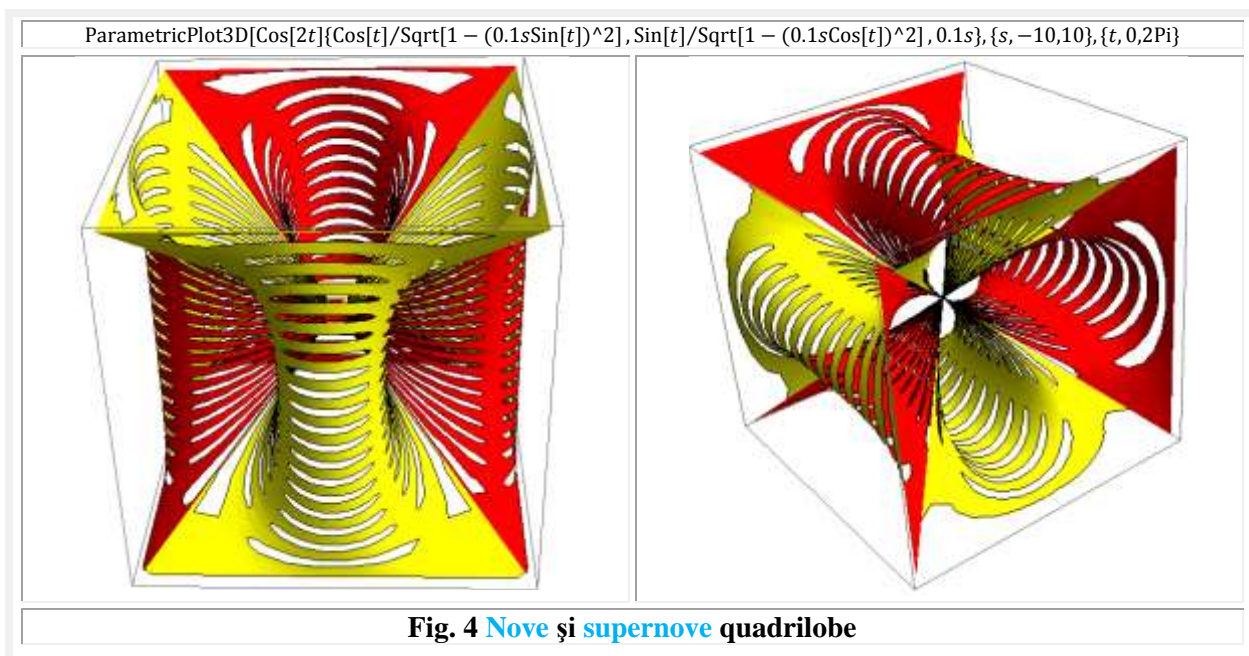 ParametricPlot3D[Cos[2t]{Cos[t]/Sqrt[1 − (0.1sSin[t])^2] , Sin[t]/Sqrt[1 − (0.1sCos[t])^2] , 0.1s}, {s, −10,10}, {t, 0,2Pi}
Fig. 4 Nove şi supernove quadrilobe